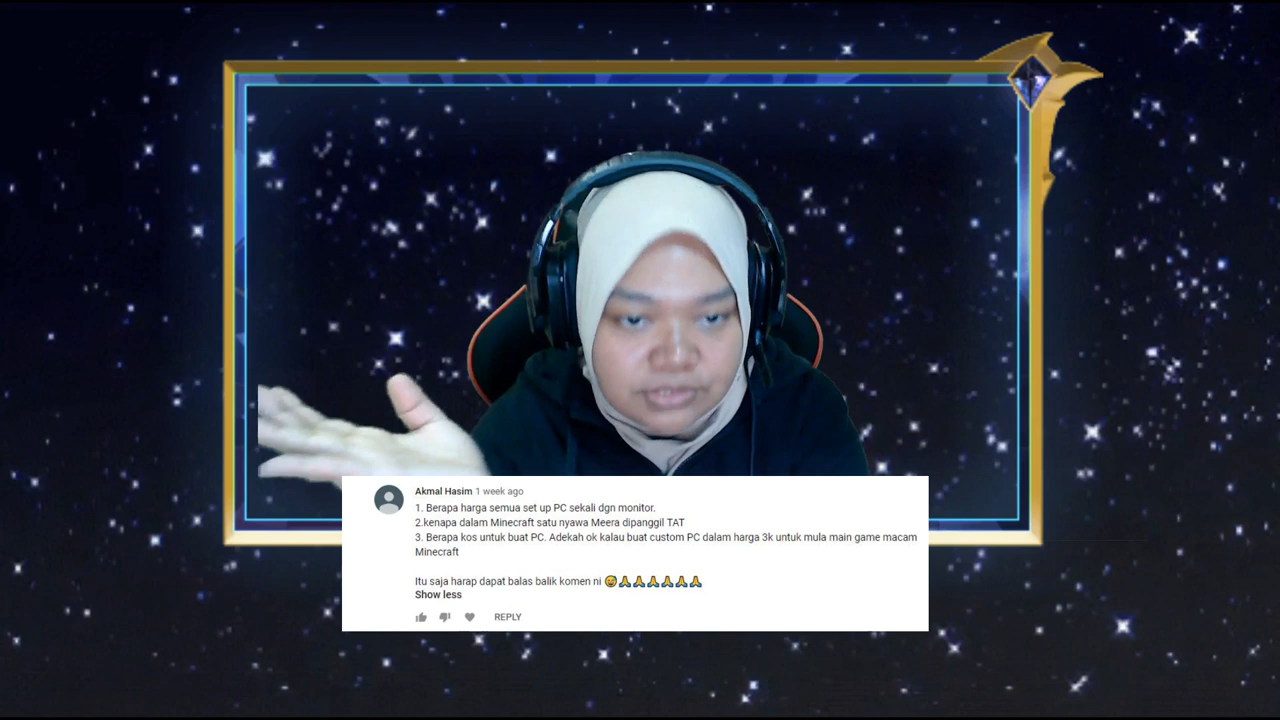 Akmal Hasim 1 week ago
1. Berapa harga semua set up PC sekali dgn monitor.
2.kenapa dalam Minecraft satu nyawa Meera dipanggil TAT
3. Berapa kos untuk buat PC. Adekah ok kalau buat custom PC dalam harga 3k untuk mula main game macam
Minecraft
Itu saja harap dapat balas balik komen ni 😅🙏🙏🙏🙏🙏🙏
Show less
REPLY